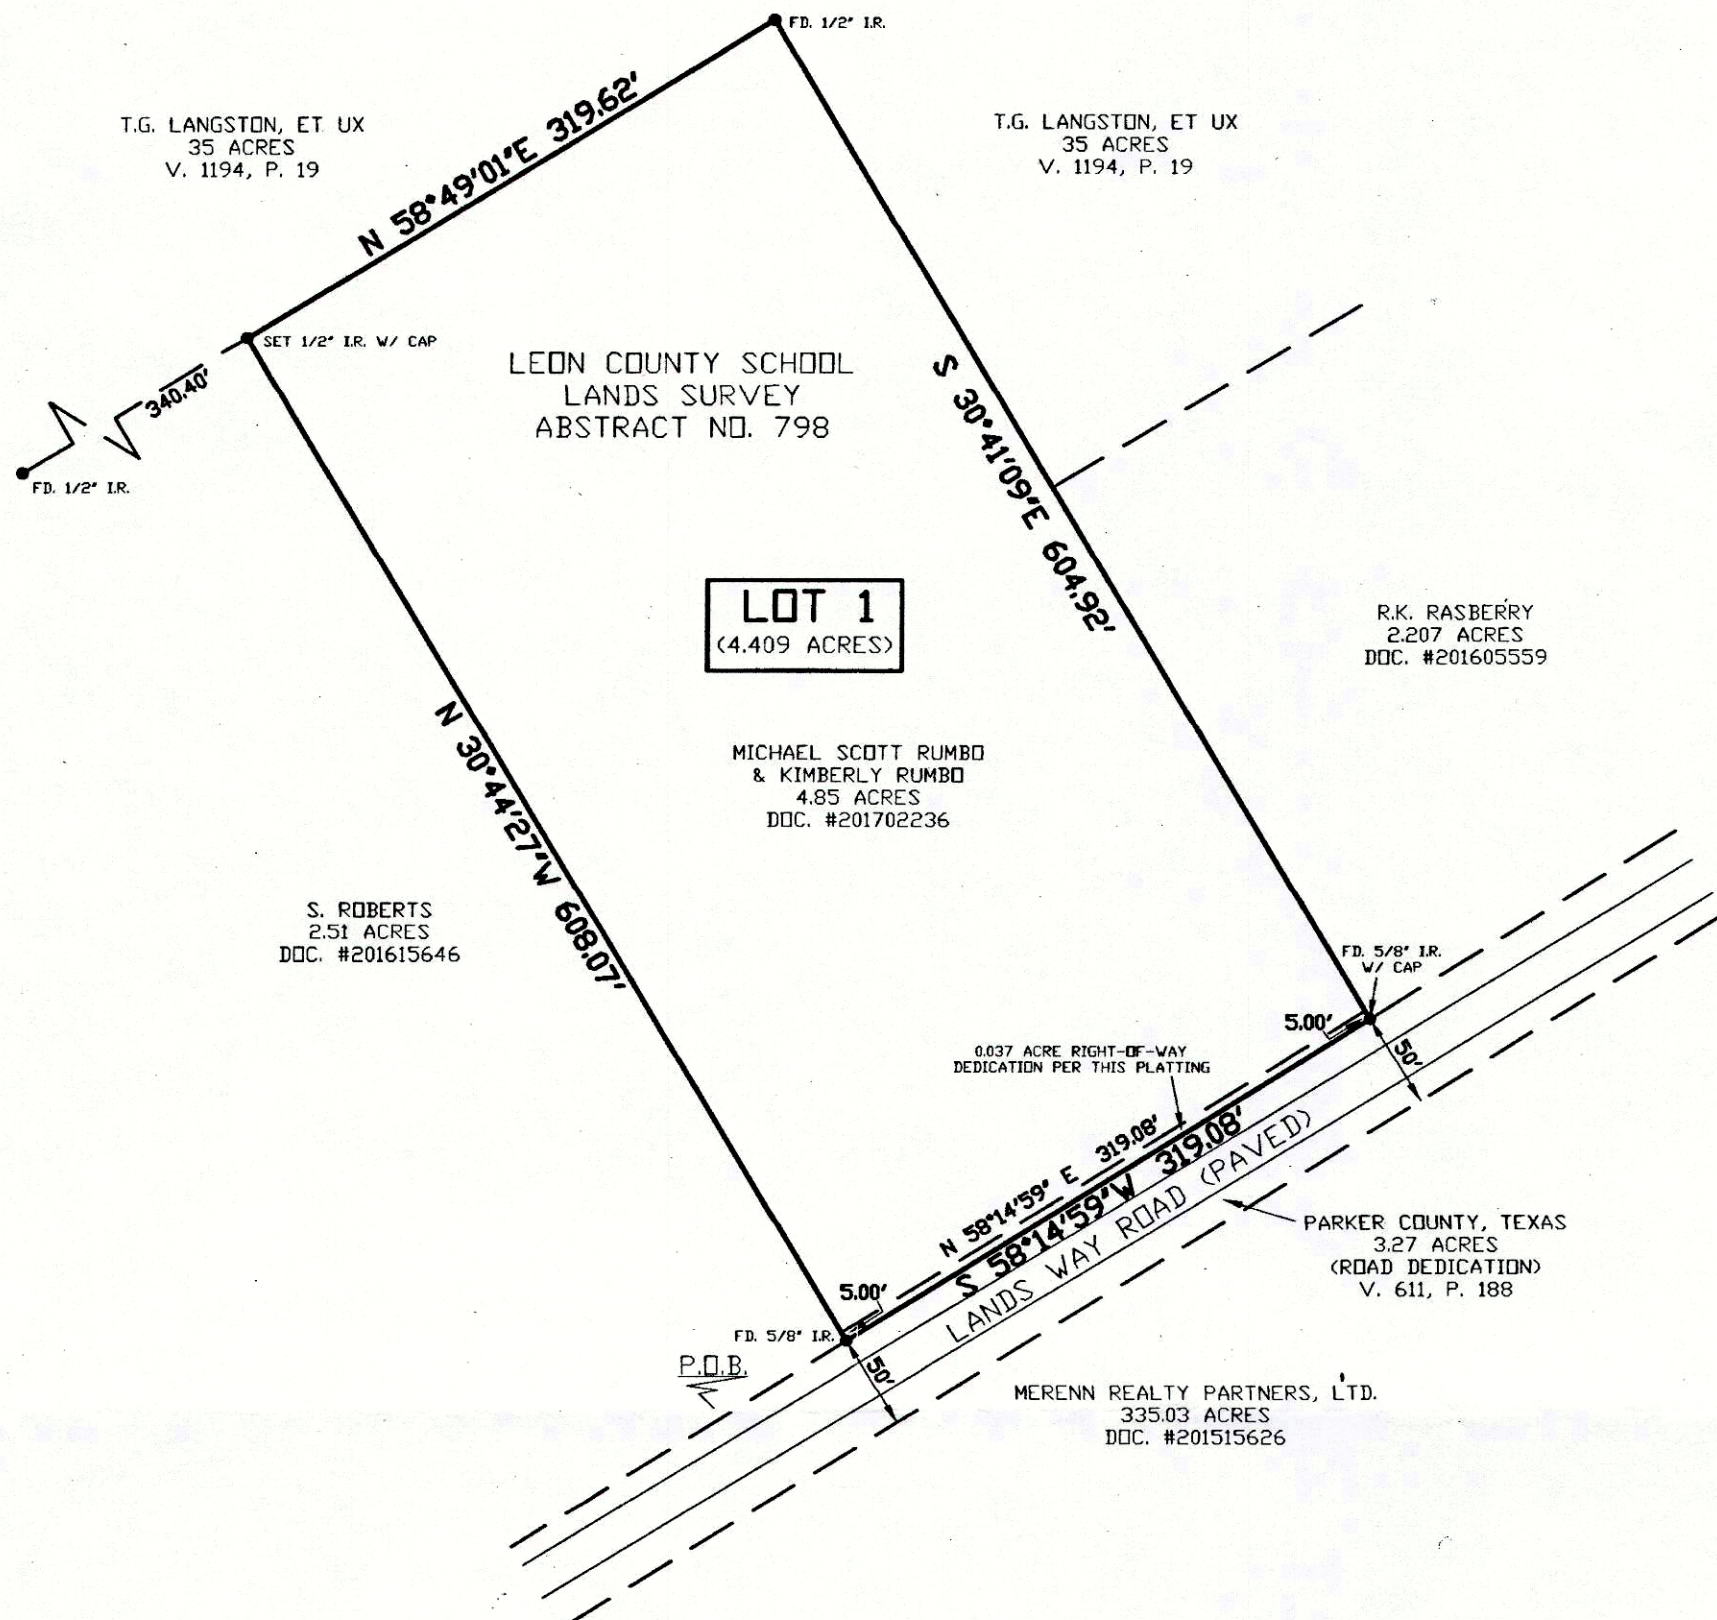 FD. 1/2" I.R.
T.G. LANGSTON, ET UX
35 ACRES
V. 1194, P. 19
N 58°49'01"E 319.62'
T.G. LANGSTON, ET UX
35 ACRES
V. 1194, P. 19
SET 1/2" I.R. W/ CAP
340.40'
FD. 1/2" I.R.
LEON COUNTY SCHOOL
LANDS SURVEY
ABSTRACT NO. 798
S 30°41'09"E 604.92'
LOT 1
(4.409 ACRES)
R.K. RASBERRY
2.207 ACRES
DOC. #201605559
N 30°44'27"W 608.07'
MICHAEL SCOTT RUMBO
& KIMBERLY RUMBO
4.85 ACRES
DOC. #201702236
S. ROBERTS
2.51 ACRES
DOC. #201615646
FD. 5/8" I.R.
W/ CAP
5.00'
50'
0.037 ACRE RIGHT-OF-WAY
DEDICATION PER THIS PLATTING
N 58°14'59" E 319.08'
S 58°14'59"W 319.08'
LANDS WAY ROAD (PAVED)
PARKER COUNTY, TEXAS
3.27 ACRES
(ROAD DEDICATION)
V. 611, P. 188
5.00'
FD. 5/8" I.R.
P.O.B.
50'
MERENN REALTY PARTNERS, LTD.
335.03 ACRES
DOC. #201515626